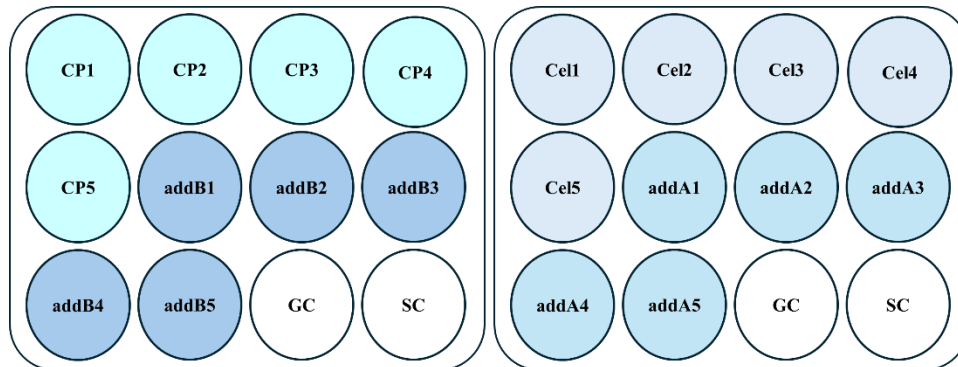 CP1 CP2 CP3 CP4
CP5 addB1 addB2 addB3
addB4 addB5 GC SC
Cel1 Cel2 Cel3 Cel4
Cel5 addA1 addA2 addA3
addA4 addA5 GC SC